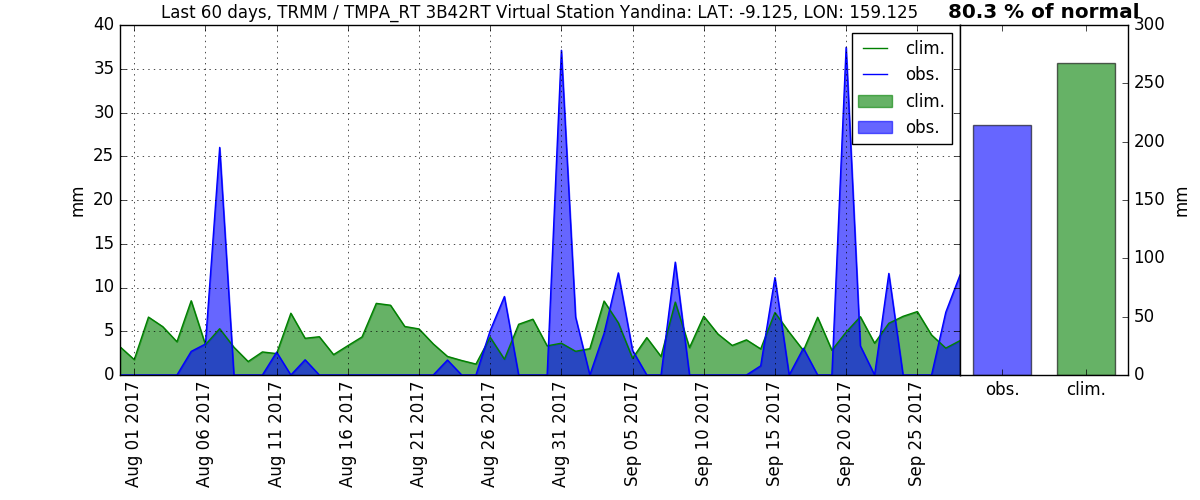 Last 60 days, TRMM / TMPA_RT 3B42RT Virtual Station Yandina: LAT: -9.125, LON: 159.125
80.3 % of normal
40
35
30
25
20
15
10
5
0
mm
clim.
obs.
clim.
obs.
300
250
200
150
100
50
0
mm
obs.
clim.
Aug 01 2017
Aug 06 2017
Aug 11 2017
Aug 16 2017
Aug 21 2017
Aug 26 2017
Aug 31 2017
Sep 05 2017
Sep 10 2017
Sep 15 2017
Sep 20 2017
Sep 25 2017